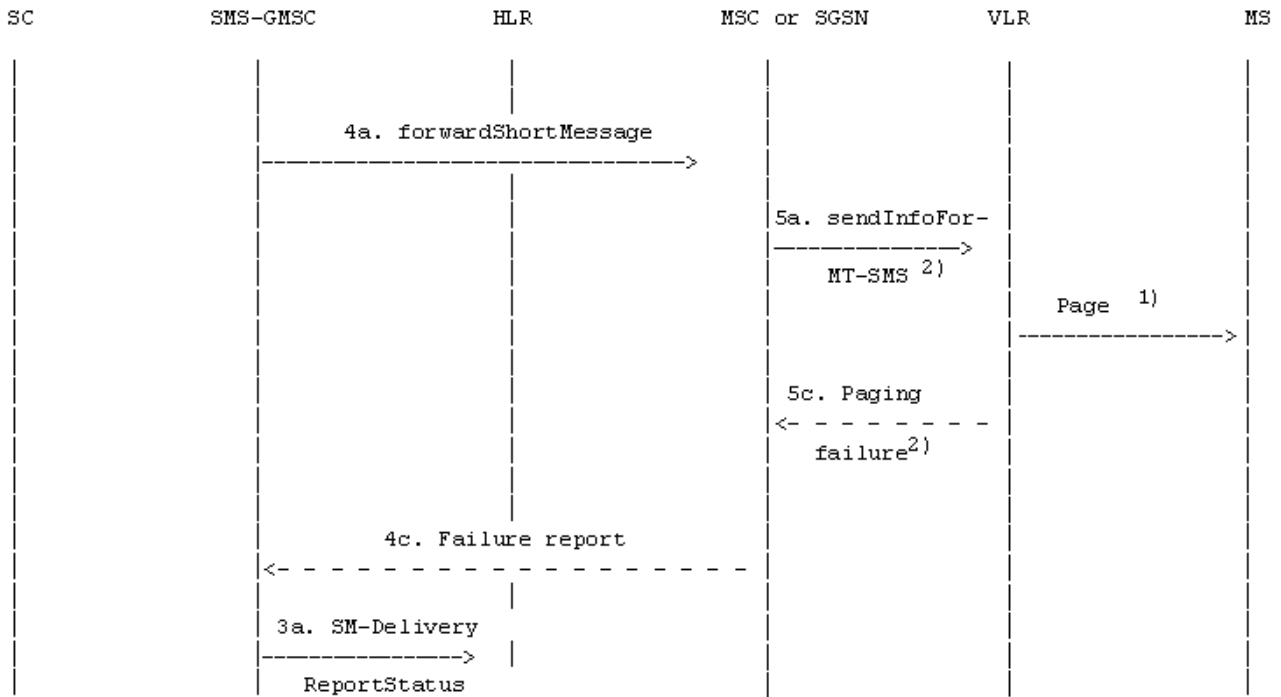 SC SMS-GMSC HLR MSC or SGSN VLR MS
4a. forwardShortMessage
5a. sendInfoFor-
MT-SMS 2)
Page 1)
5c. Paging
failure2)
4c. Failure report
3a. SM-Delivery
ReportStatus